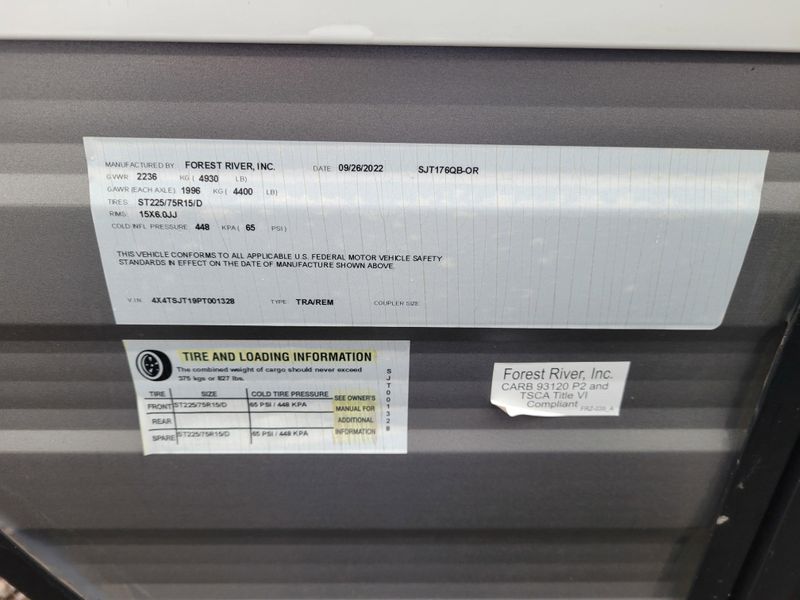 MANUFACTURED BY FOREST RIVER, INC. DATE 09/26/2022 SJT176QB-OR
GVWR 2236 KG ( 4930 LB)
GAWR (EACH AXLE) 1996 KG ( 4400 LB)
TIRES ST225/75R15/D
RIMS 15X6.0JJ
COLD INFL PRESSURE 448 KPA ( 65 PSI )
THIS VEHICLE CONFORMS TO ALL APPLICABLE U.S. FEDERAL MOTOR VEHICLE SAFETY
STANDARDS IN EFFECT ON THE DATE OF MANUFACTURE SHOWN ABOVE.
V.I.N. 4X4TSJT19PT001328 TYPE TRA/REM COUPLER SIZE
TIRE AND LOADING INFORMATION
The combined weight of cargo should never exceed
375 kgs or 827 lbs.
TIRE SIZE COLD TIRE PRESSURE
FRONT ST225/75R15/D 65 PSI / 448 KPA
REAR
SPARE ST225/75R15/D 65 PSI / 448 KPA
SEE OWNER'S
MANUAL FOR
ADDITIONAL
INFORMATION
SJT001328
Forest River, Inc.
CARB 93120 P2 and
TSCA Title VI
Compliant